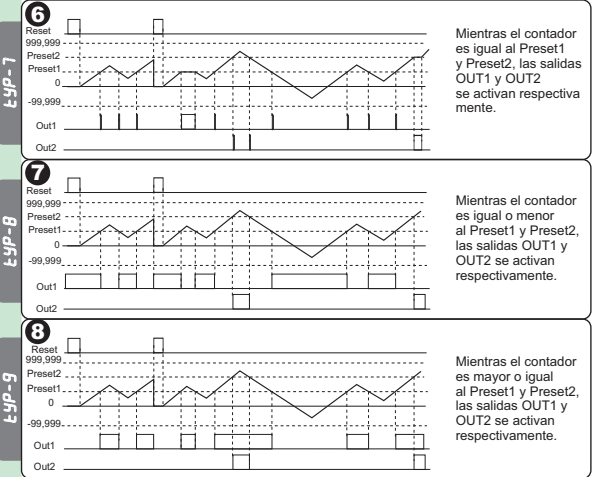 6
Reset
999,999
Preset2
Preset1
0
-99,999
Out1
Out2
tYP-7
Mientras el contador
es igual al Preset1
y Preset2, las salidas
OUT1 y OUT2
se activan respectiva
mente.
7
Reset
999,999
Preset2
Preset1
0
-99,999
Out1
Out2
tYP-8
Mientras el contador
es igual o menor
al Preset1 y Preset2,
las salidas OUT1 y
OUT2 se activan
respectivamente.
8
Reset
999,999
Preset2
Preset1
0
-99,999
Out1
Out2
tYP-9
Mientras el contador
es mayor o igual
al Preset1 y Preset2,
las salidas OUT1 y
OUT2 se activan
respectivamente.